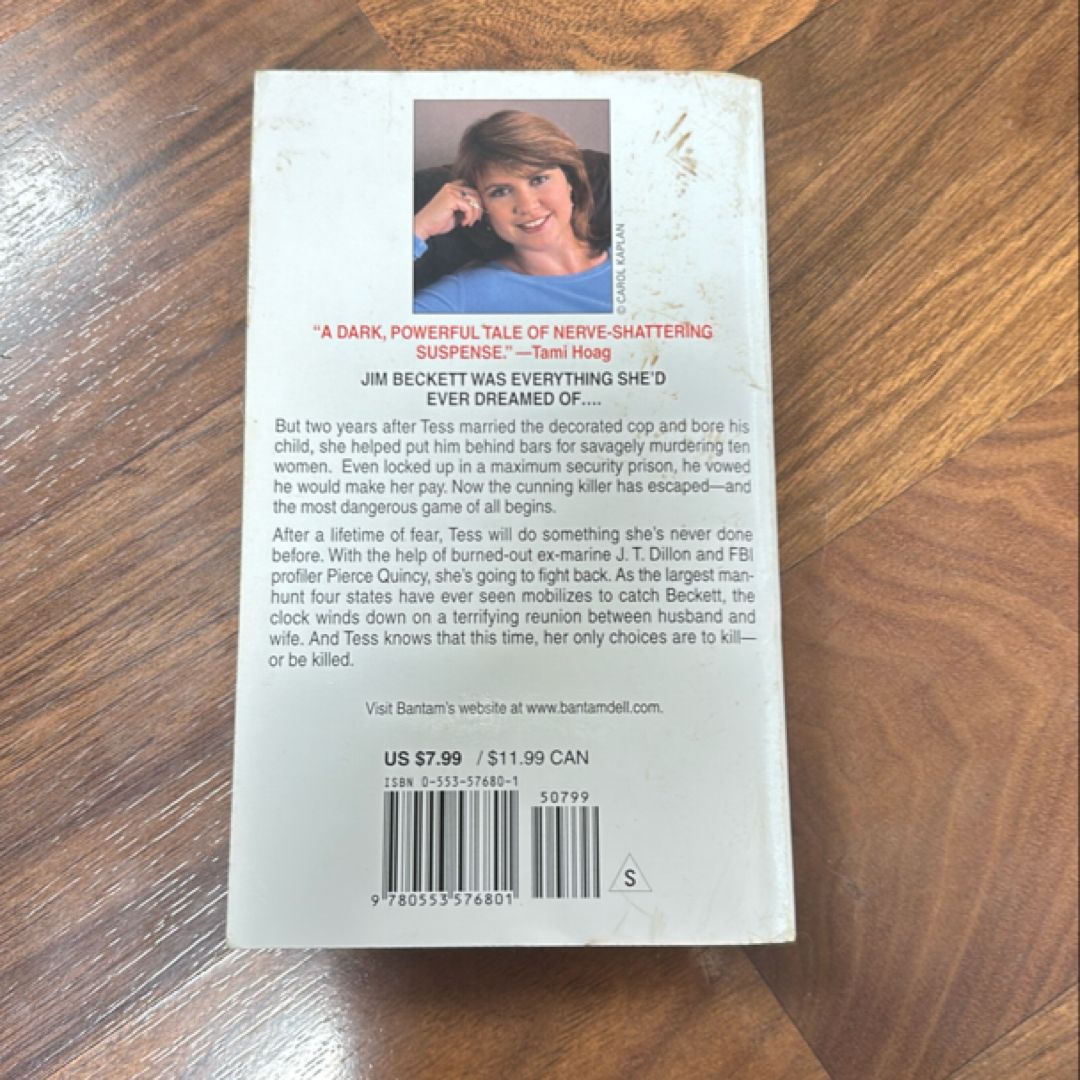 © CAROL KAPLAN
"A DARK, POWERFUL TALE OF NERVE-SHATTERING
SUSPENSE." —Tami Hoag
JIM BECKETT WAS EVERYTHING SHE'D
EVER DREAMED OF....
But two years after Tess married the decorated cop and bore his
child, she helped put him behind bars for savagely murdering ten
women. Even locked up in a maximum security prison, he vowed
he would make her pay. Now the cunning killer has escaped—and
the most dangerous game of all begins.
After a lifetime of fear, Tess will do something she's never done
before. With the help of burned-out ex-marine J. T. Dillon and FBI
profiler Pierce Quincy, she's going to fight back. As the largest man-
hunt four states have ever seen mobilizes to catch Beckett, the
clock winds down on a terrifying reunion between husband and
wife. And Tess knows that this time, her only choices are to kill—
or be killed.
Visit Bantam's website at www.bantamdell.com.
US $7.99 / $11.99 CAN
ISBN 0-553-57680-1
50799
S
9 780553 576801